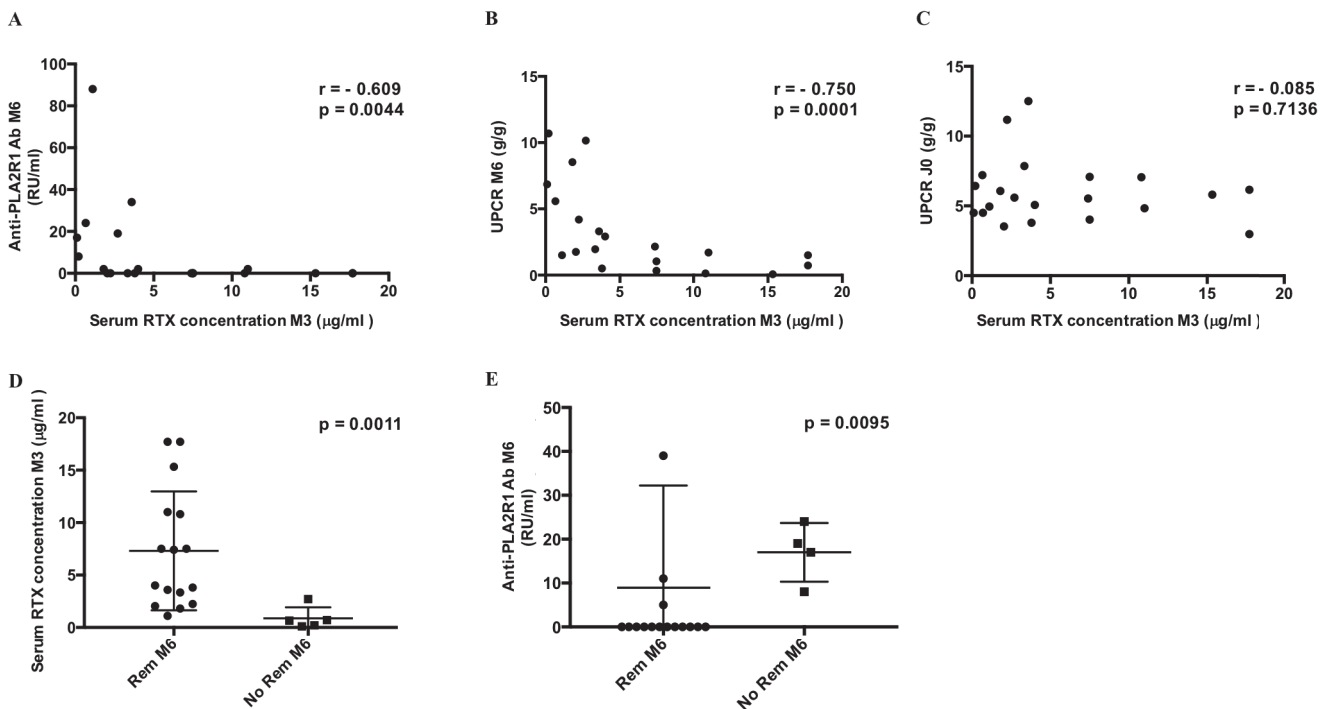 A
100
80
60
40
20
0
0 5 10 15 20
Anti-PLA2R1 Ab M6
(RU/ml)
Serum RTX concentration M3 (μg/ml )
r = - 0.609
p = 0.0044
B
15
10
5
0
0 5 10 15 20
UPCR M6 (g/g)
Serum RTX concentration M3 (μg/ml )
r = - 0.750
p = 0.0001
C
15
10
5
0
0 5 10 15 20
UPCR J0 (g/g)
Serum RTX concentration M3 (μg/ml )
r = - 0.085
p = 0.7136
D
20
15
10
5
0
Serum RTX concentration M3 (μg/ml )
p = 0.0011
Rem M6
No Rem M6
E
50
40
30
20
10
0
Anti-PLA2R1 Ab M6
(RU/ml)
p = 0.0095
Rem M6
No Rem M6